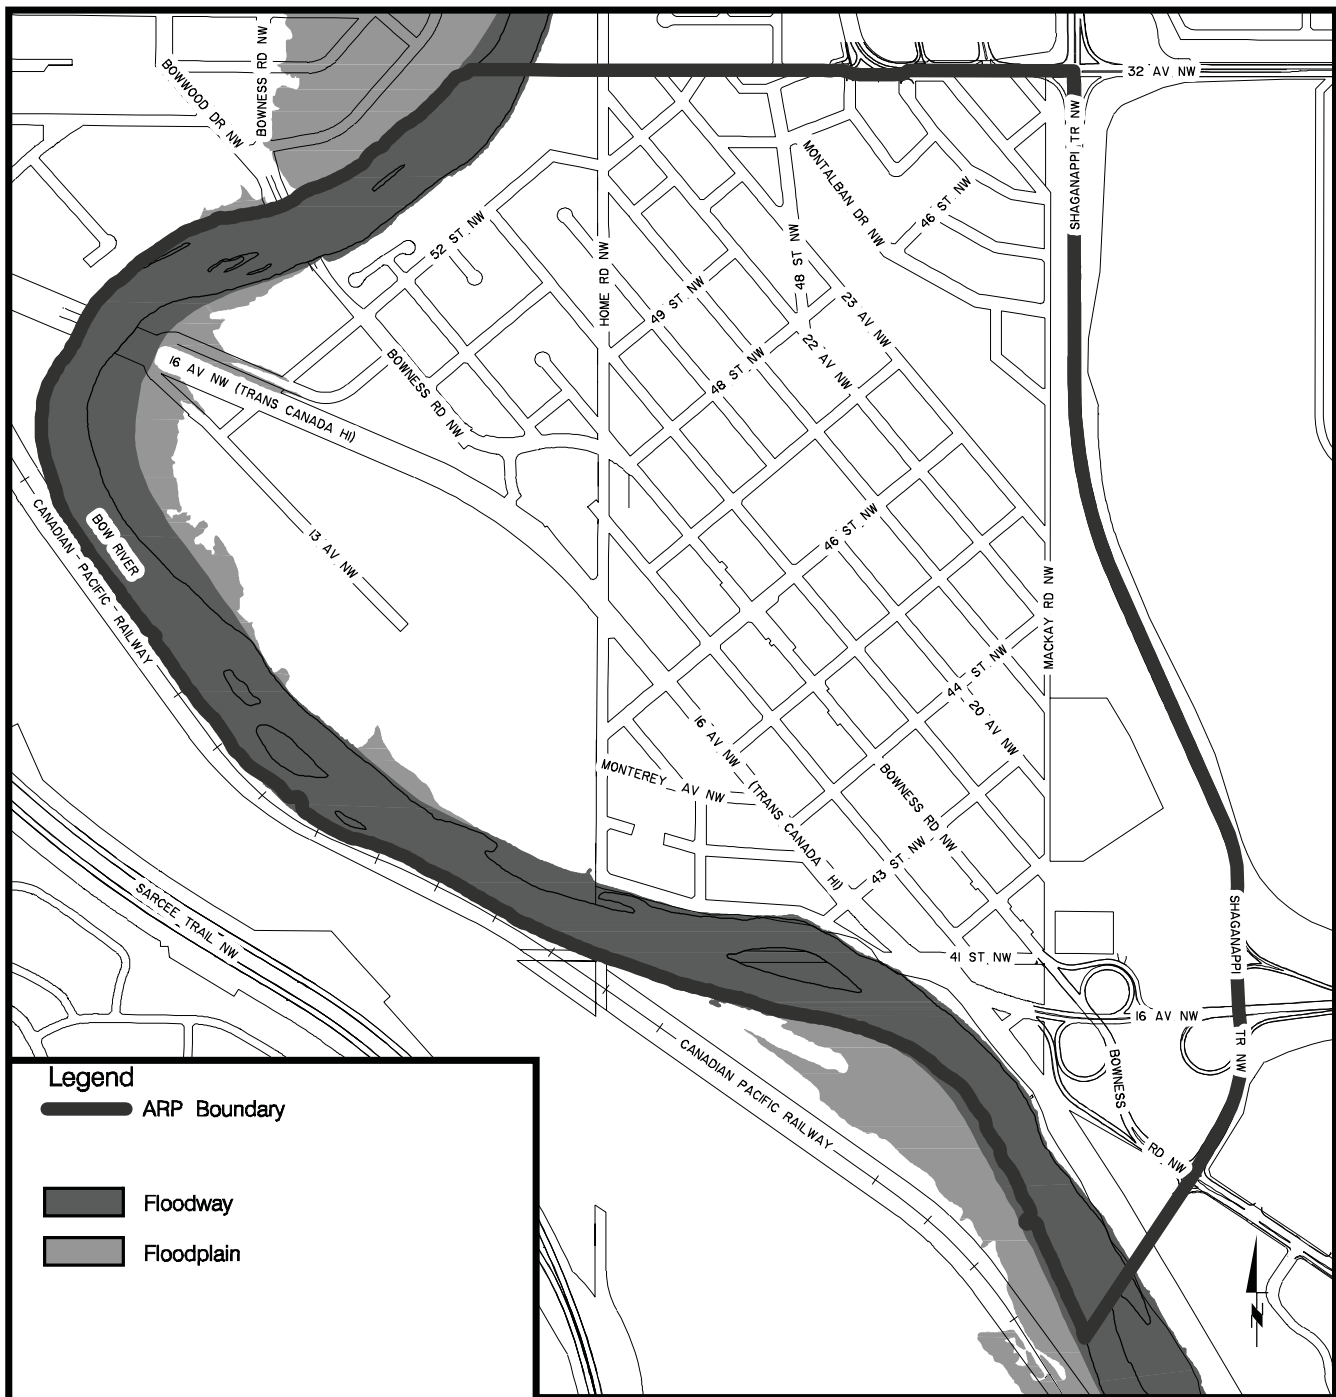 BOWWOOD DR NW
BOWNESS RD NW
32 AV NW
SHAGANAPPI TR NW
MONTALBAN DR NW
46 ST NW
52 ST NW
HOME RD NW
48 ST NW
49 ST NW
23 AV NW
22 AV NW
48 ST NW
16 AV NW (TRANS CANADA HI)
BOWNESS RD NW
CANADIAN - PACIFIC - RAILWAY
BOW RIVER
13 AV NW
46 ST NW
MACKAY RD NW
44 ST NW
20 AV NW
16 AV NW (TRANS CANADA HI)
MONTEREY AV NW
BOWNESS RD NW
43 ST NW
SARCEE TRAIL NW
41 ST NW
SHAGANAPPI TR NW
16 AV NW
BOWNESS RD NW
CANADIAN PACIFIC RAILWAY
Legend
ARP Boundary
Floodway
Floodplain
N